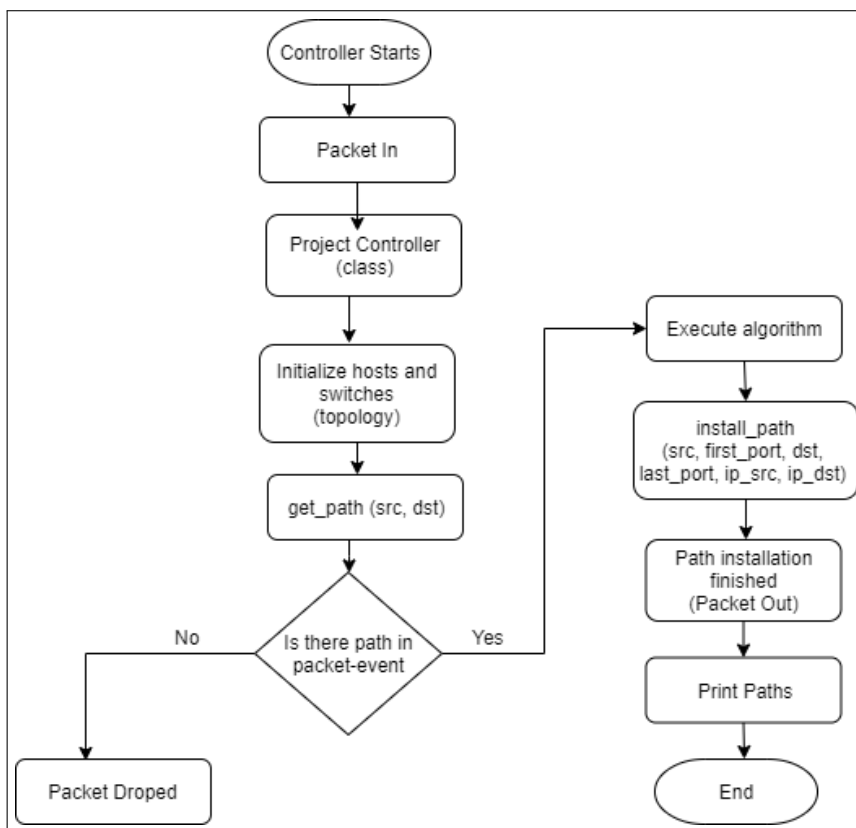 Controller Starts
Packet In
Project Controller
(class)
Initialize hosts and
switches
(topology)
get_path (src, dst)
Is there path in
packet-event
No
Yes
Packet Droped
Execute algorithm
install_path
(src, first_port, dst,
last_port, ip_src, ip_dst)
Path installation
finished
(Packet Out)
Print Paths
End